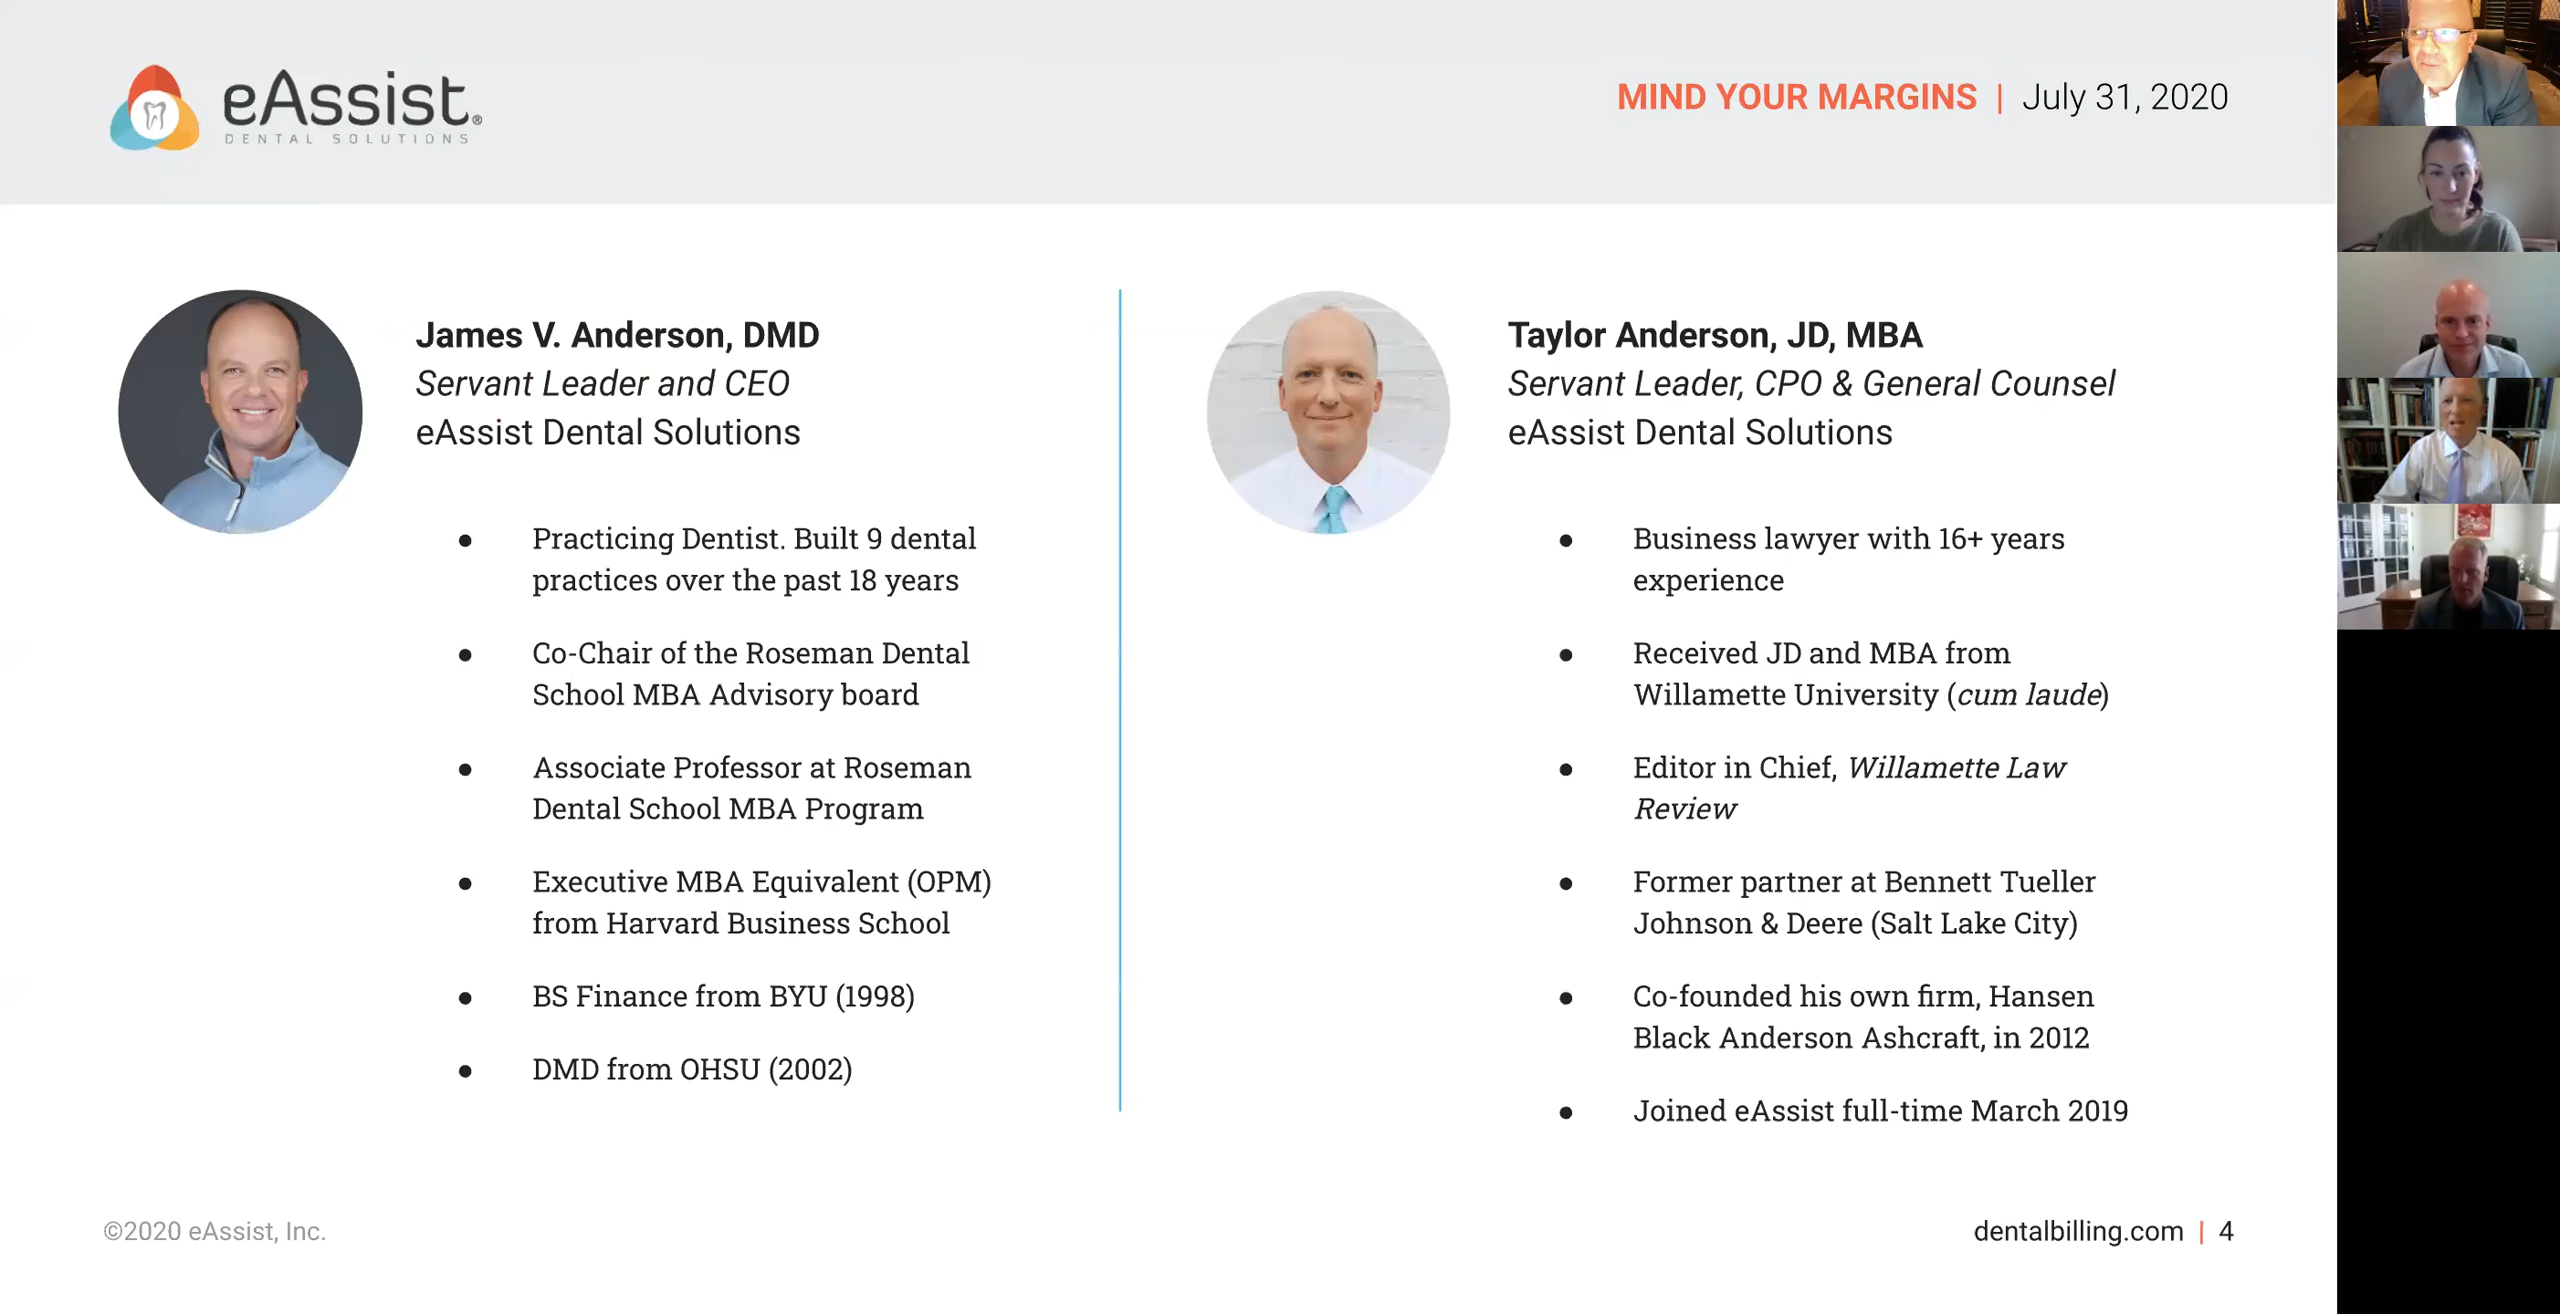 eAssist®
DENTAL SOLUTIONS
MIND YOUR MARGINS | July 31, 2020
James V. Anderson, DMD
Servant Leader and CEO
eAssist Dental Solutions
● Practicing Dentist. Built 9 dental
practices over the past 18 years
● Co-Chair of the Roseman Dental
School MBA Advisory board
● Associate Professor at Roseman
Dental School MBA Program
● Executive MBA Equivalent (OPM)
from Harvard Business School
● BS Finance from BYU (1998)
● DMD from OHSU (2002)
Taylor Anderson, JD, MBA
Servant Leader, CPO & General Counsel
eAssist Dental Solutions
● Business lawyer with 16+ years
experience
● Received JD and MBA from
Willamette University (cum laude)
● Editor in Chief, Willamette Law
Review
● Former partner at Bennett Tueller
Johnson & Deere (Salt Lake City)
● Co-founded his own firm, Hansen
Black Anderson Ashcraft, in 2012
● Joined eAssist full-time March 2019
©2020 eAssist, Inc.
dentalbilling.com | 4